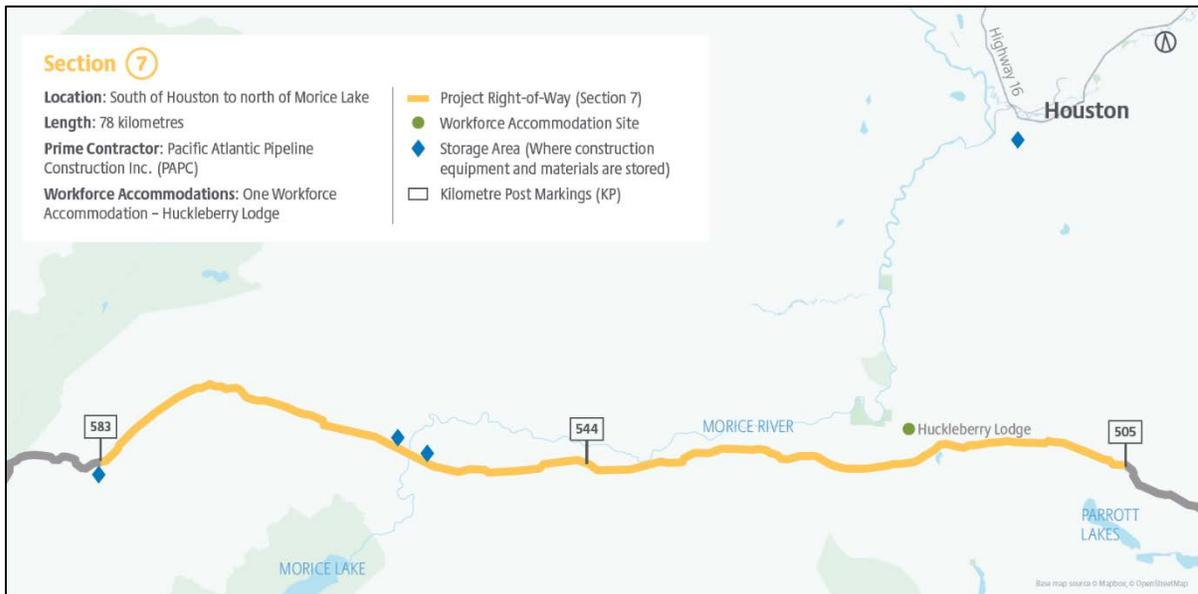 Section 7
Location: South of Houston to north of Morice Lake
Length: 78 kilometres
Prime Contractor: Pacific Atlantic Pipeline
Construction Inc. (PAPC)
Workforce Accommodations: One Workforce
Accommodation – Huckleberry Lodge
Project Right-of-Way (Section 7)
Workforce Accommodation Site
Storage Area (Where construction
equipment and materials are stored)
Kilometre Post Markings (KP)
Highway 16
Houston
583
544
MORICE RIVER
Huckleberry Lodge
505
PARROTT
LAKES
MORICE LAKE
Base map source © Mapbox, © OpenStreetMap